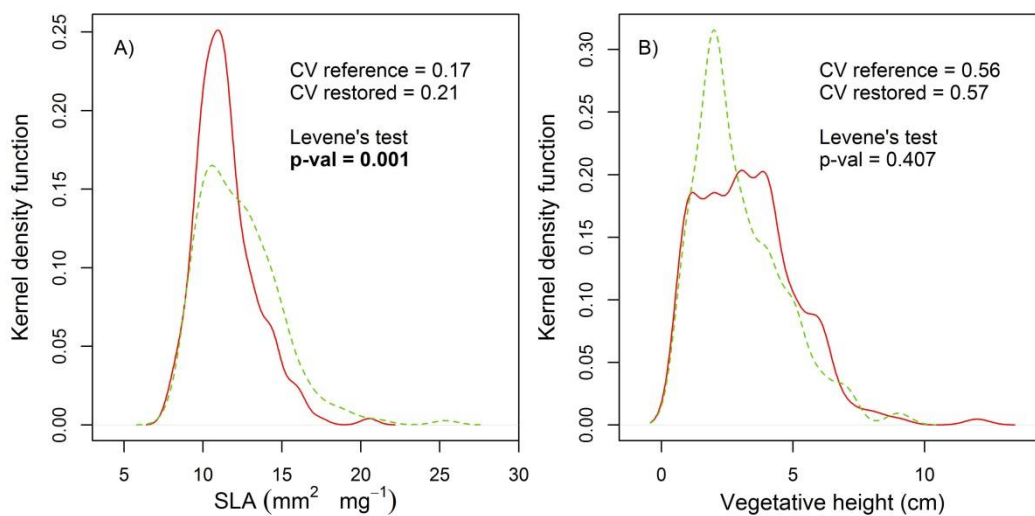 A)
CV reference = 0.17
CV restored = 0.21
Levene's test
p-val = 0.001
Kernel density function
0.00 0.05 0.10 0.15 0.20 0.25
5 10 15 20 25 30
SLA (mm² mg⁻¹)
B)
CV reference = 0.56
CV restored = 0.57
Levene's test
p-val = 0.407
Kernel density function
0.00 0.05 0.10 0.15 0.20 0.25 0.30
0 5 10
Vegetative height (cm)